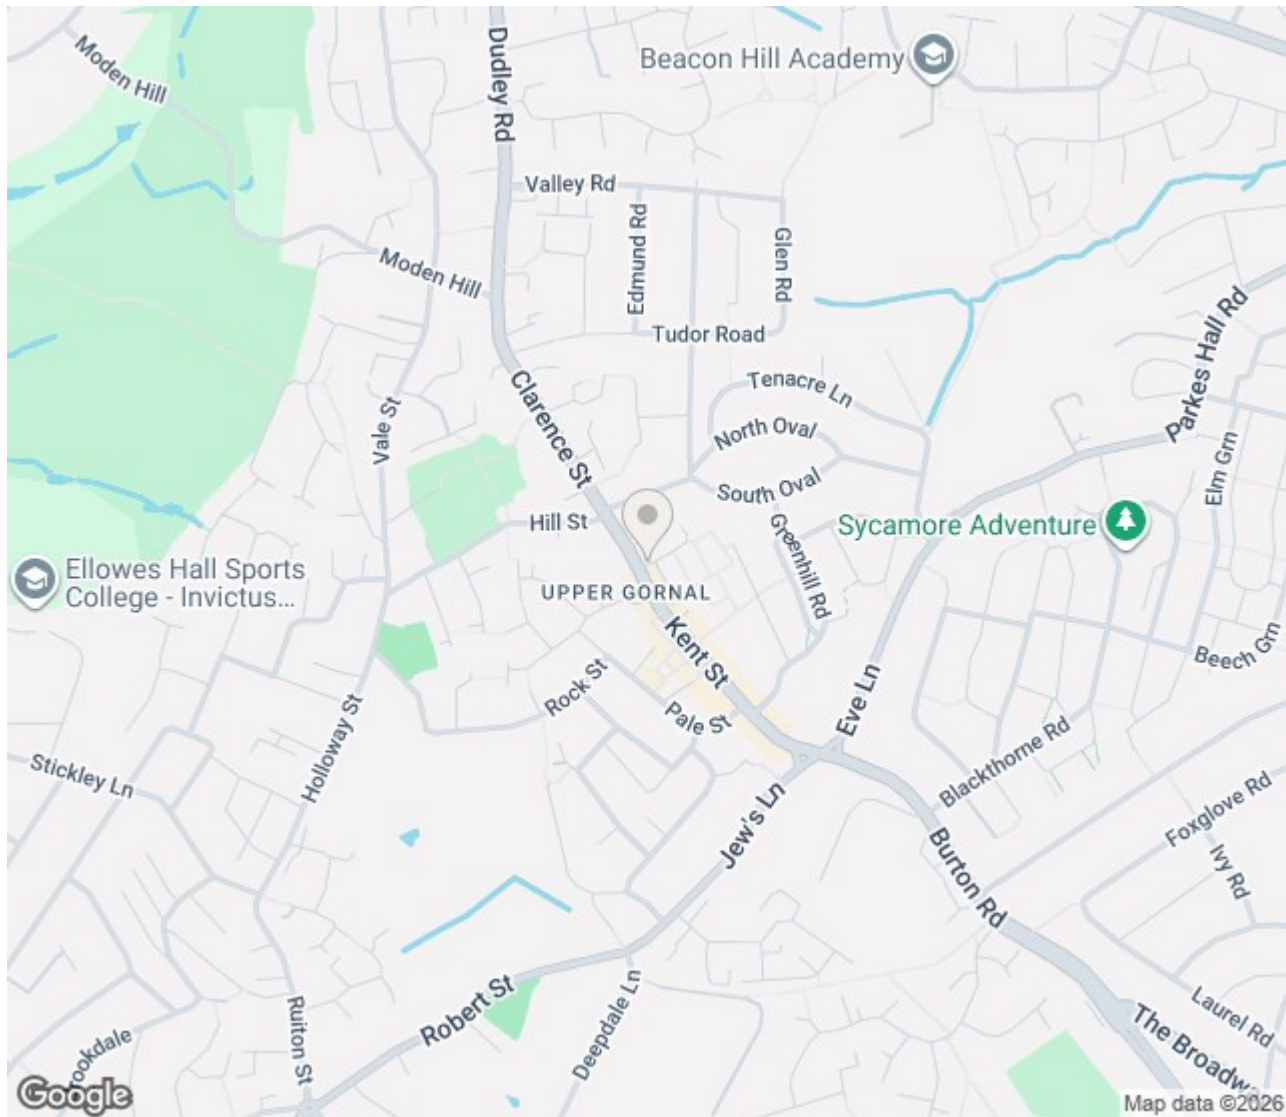 Moden Hill
Dudley Rd
Beacon Hill Academy
Valley Rd
Edmund Rd
Glen Rd
Moden Hill
Tudor Road
Parkes Hall Rd
Clarence St
Tenacre Ln
Vale St
North Oval
South Oval
Elm Grn
Hill St
Greenhill Rd
Sycamore Adventure
Ellowes Hall Sports
College - Invictus...
UPPER GORNAL
Kent St
Beech Grn
Rock St
Pale St
Eve Ln
Holloway St
Stickley Ln
Blackthorne Rd
Foxglove Rd
Jew's Ln
Burton Rd
Ivy Rd
Robert St
Deepdale Ln
Ruiton St
Laurel Rd
The Broadwa
rookdale
Google
Map data ©2026